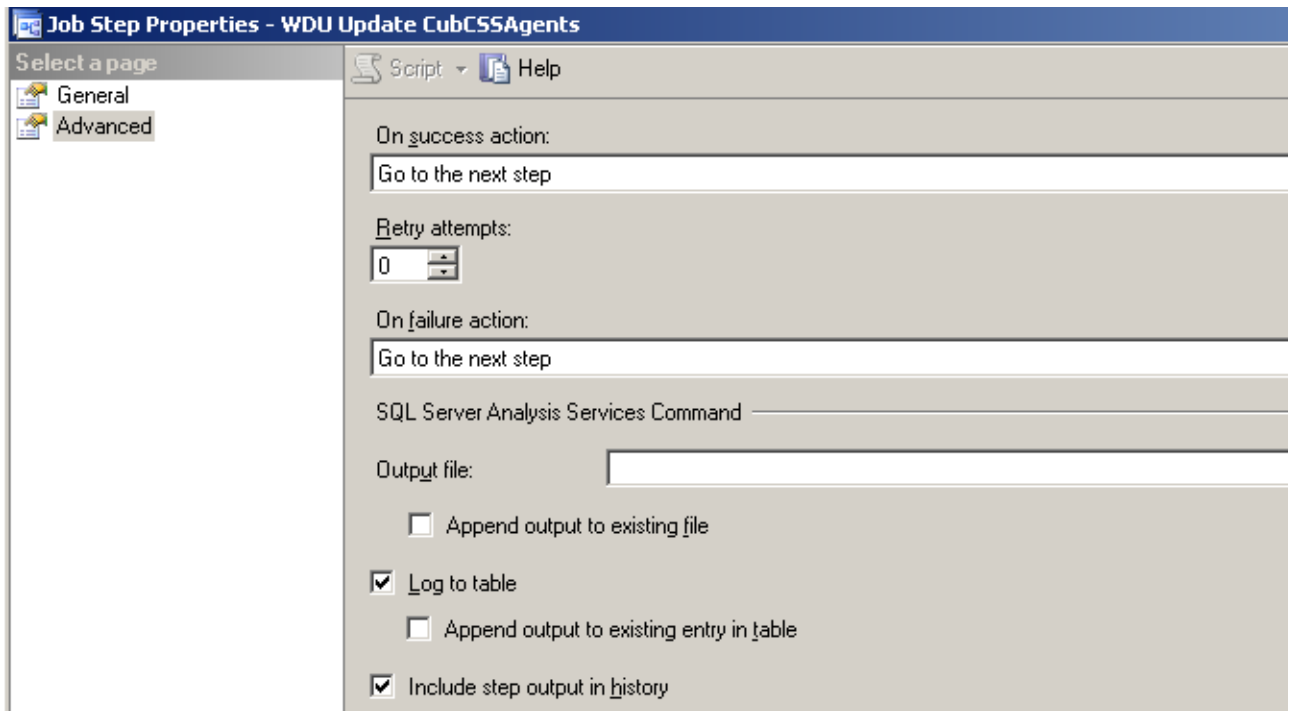 Job Step Properties - WDU Update CubCSSAgents
Select a page
General
Advanced
Script
Help
On success action:
Go to the next step
Retry attempts:
0
On failure action:
Go to the next step
SQL Server Analysis Services Command
Output file:
Append output to existing file
Log to table
Append output to existing entry in table
Include step output in history